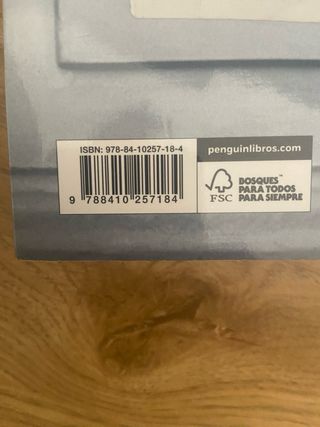 ISBN: 978-84-10257-18-4
9 788410 257184
penguinlibros.com
FSC
BOSQUES™
PARA TODOS
PARA SIEMPRE